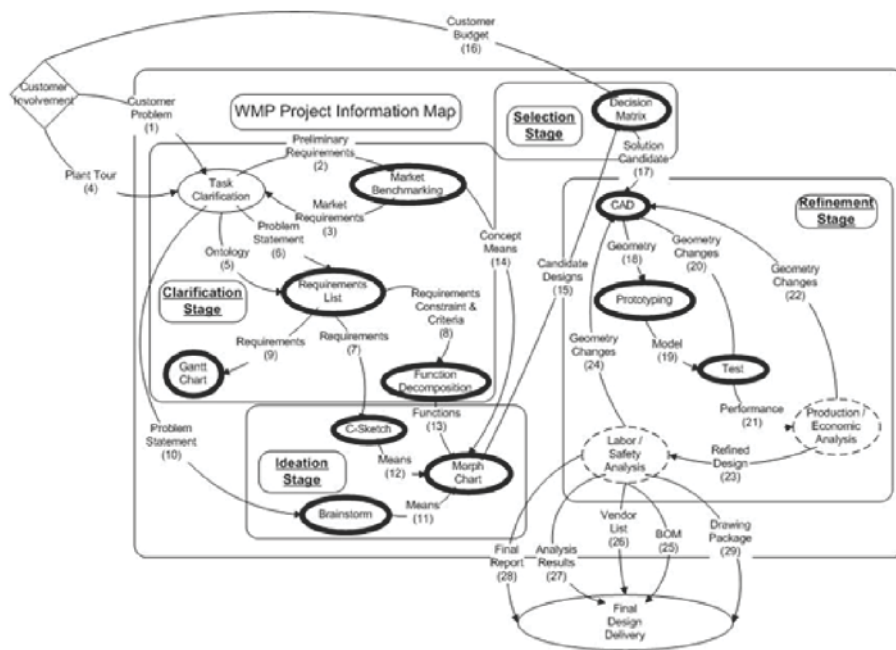 Customer
Budget
(16)
Customer
Involvement
Customer
Problem
(1)
Plant Tour
(4)
WMP Project Information Map
Selection
Stage
Decision
Matrix
Solution
Candidate
(17)
Preliminary
Requirements
(2)
Task
Clarification
Market
Benchmarking
Market
Requirements
(3)
Problem
Statement
(6)
Ontology
(5)
Concept
Means
(14)
Candidate
Designs
(15)
Clarification
Stage
Requirements
List
Requirements
Constraint &
Criteria
(8)
Requirements
(9)
Requirements
(7)
Gantt
Chart
Function
Decomposition
Refinement
Stage
CAD
Geometry
(18)
Geometry
Changes
(20)
Geometry
Changes
(22)
Prototyping
Geometry
Changes
(24)
Model
(19)
Test
Performance
(21)
Production /
Economic
Analysis
Labor /
Safety
Analysis
Refined
Design
(23)
Problem
Statement
(10)
C-Sketch
Functions
(13)
Means
(12)
Morph
Chart
Ideation
Stage
Brainstorm
Means
(11)
Final
Report
(28)
Analysis
Results
(27)
Vendor
List
(26)
BOM
(25)
Drawing
Package
(29)
Final
Design
Delivery